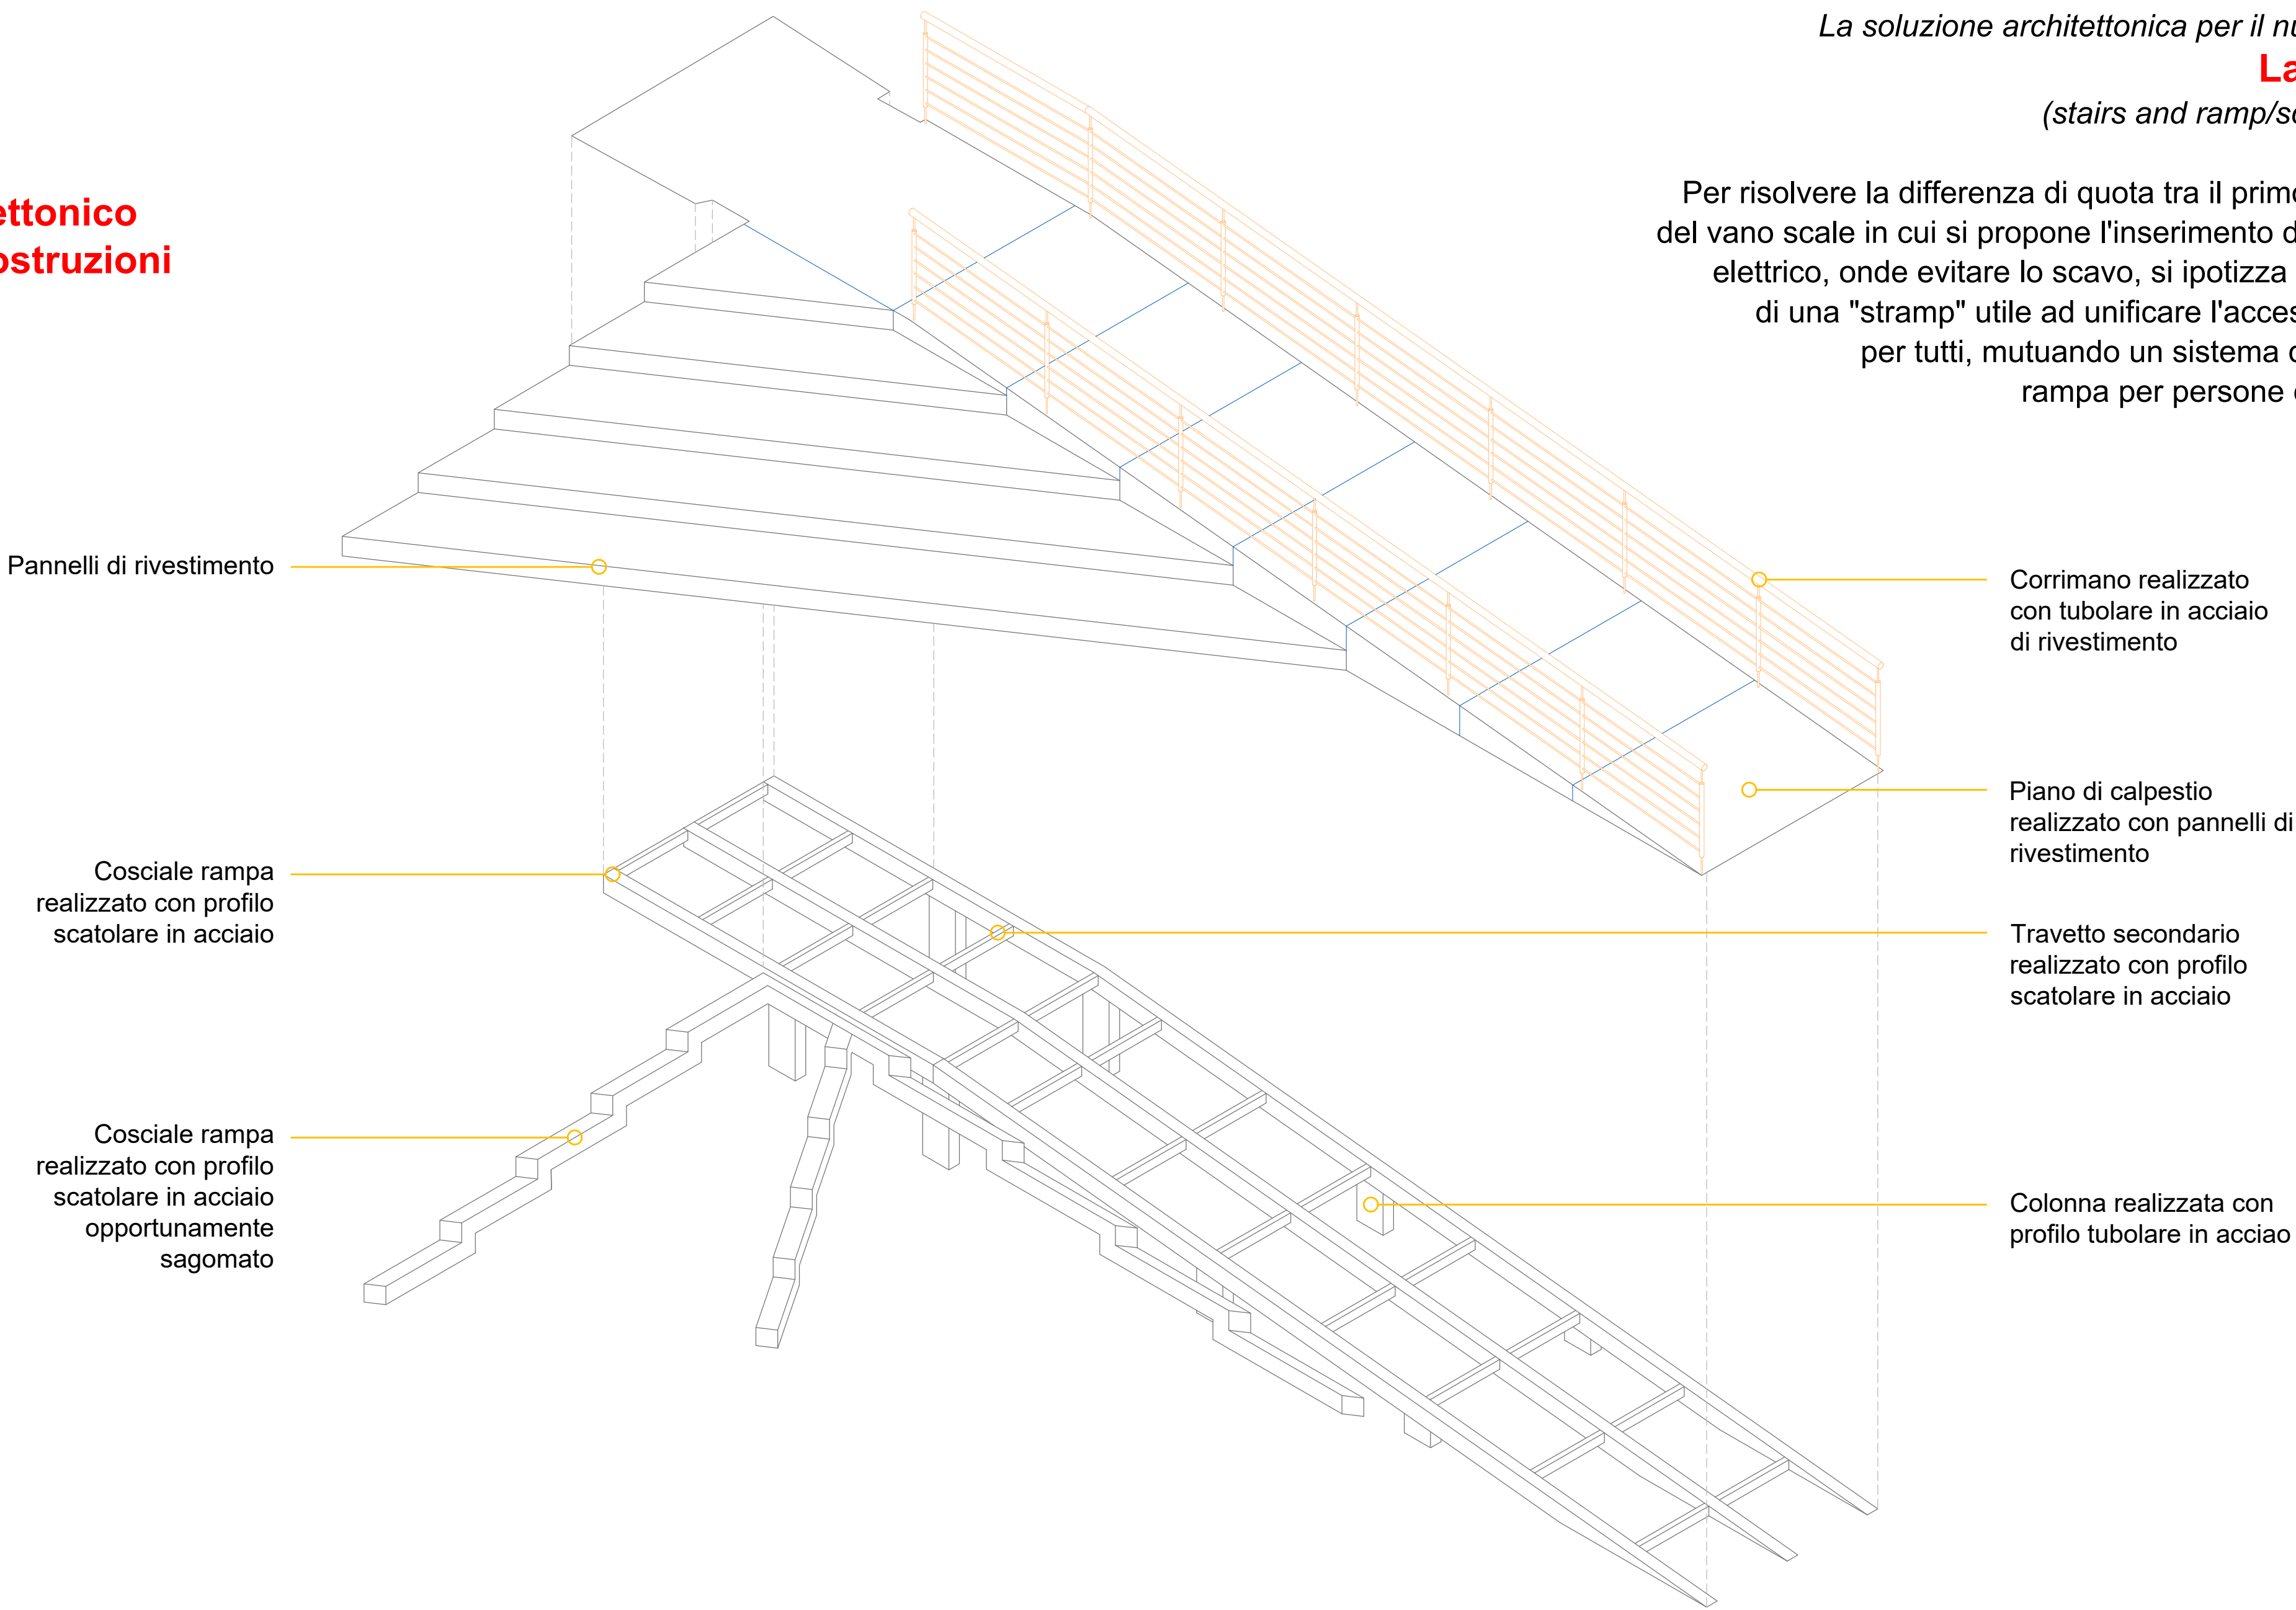 La soluzione architettonica per il nu
La
(stairs and ramp/sc
Per risolvere la differenza di quota tra il primo
del vano scale in cui si propone l'inserimento d
elettrico, onde evitare lo scavo, si ipotizza
di una "stramp" utile ad unificare l'acces
per tutti, mutuando un sistema c
rampa per persone
ettonico
ostruzioni
Pannelli di rivestimento
Cosciale rampa
realizzato con profilo
scatolare in acciaio
Cosciale rampa
realizzato con profilo
scatolare in acciaio
opportunamente
sagomato
Corrimano realizzato
con tubolare in acciaio
di rivestimento
Piano di calpestio
realizzato con pannelli di
rivestimento
Travetto secondario
realizzato con profilo
scatolare in acciaio
Colonna realizzata con
profilo tubolare in acciao